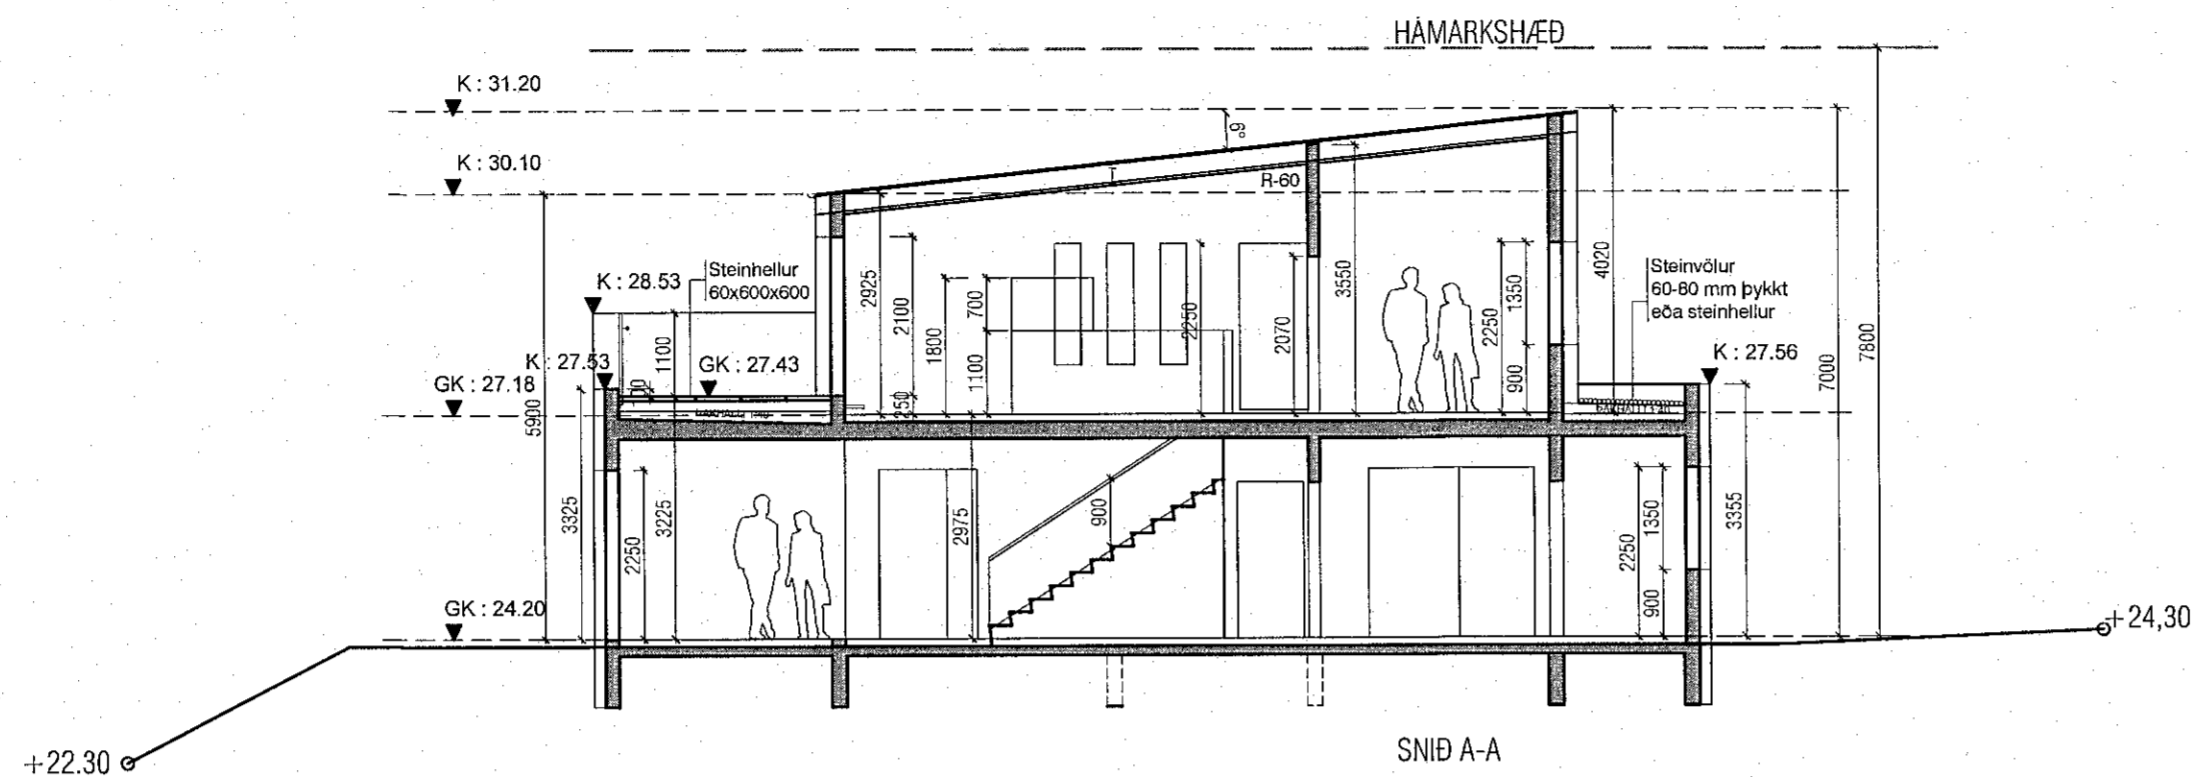 HÁMARKSHÆÐ
K : 31.20
6°
K : 30.10
R-60
K : 28.53
Steinhellur
60x600x600
Steinvölur
60-80 mm þykkt
eða steinhellur
K : 27.53
GK : 27.43
GK : 27.18
K : 27.56
5900
1100
2925
2100
250
1800
700
1100
2250
2070
3550
2250
1350
900
4020
7000
7800
3325
2250
3225
2975
900
2250
1350
900
3355
GK : 24.20
+24,30
+22.30
SNIÐ A-A